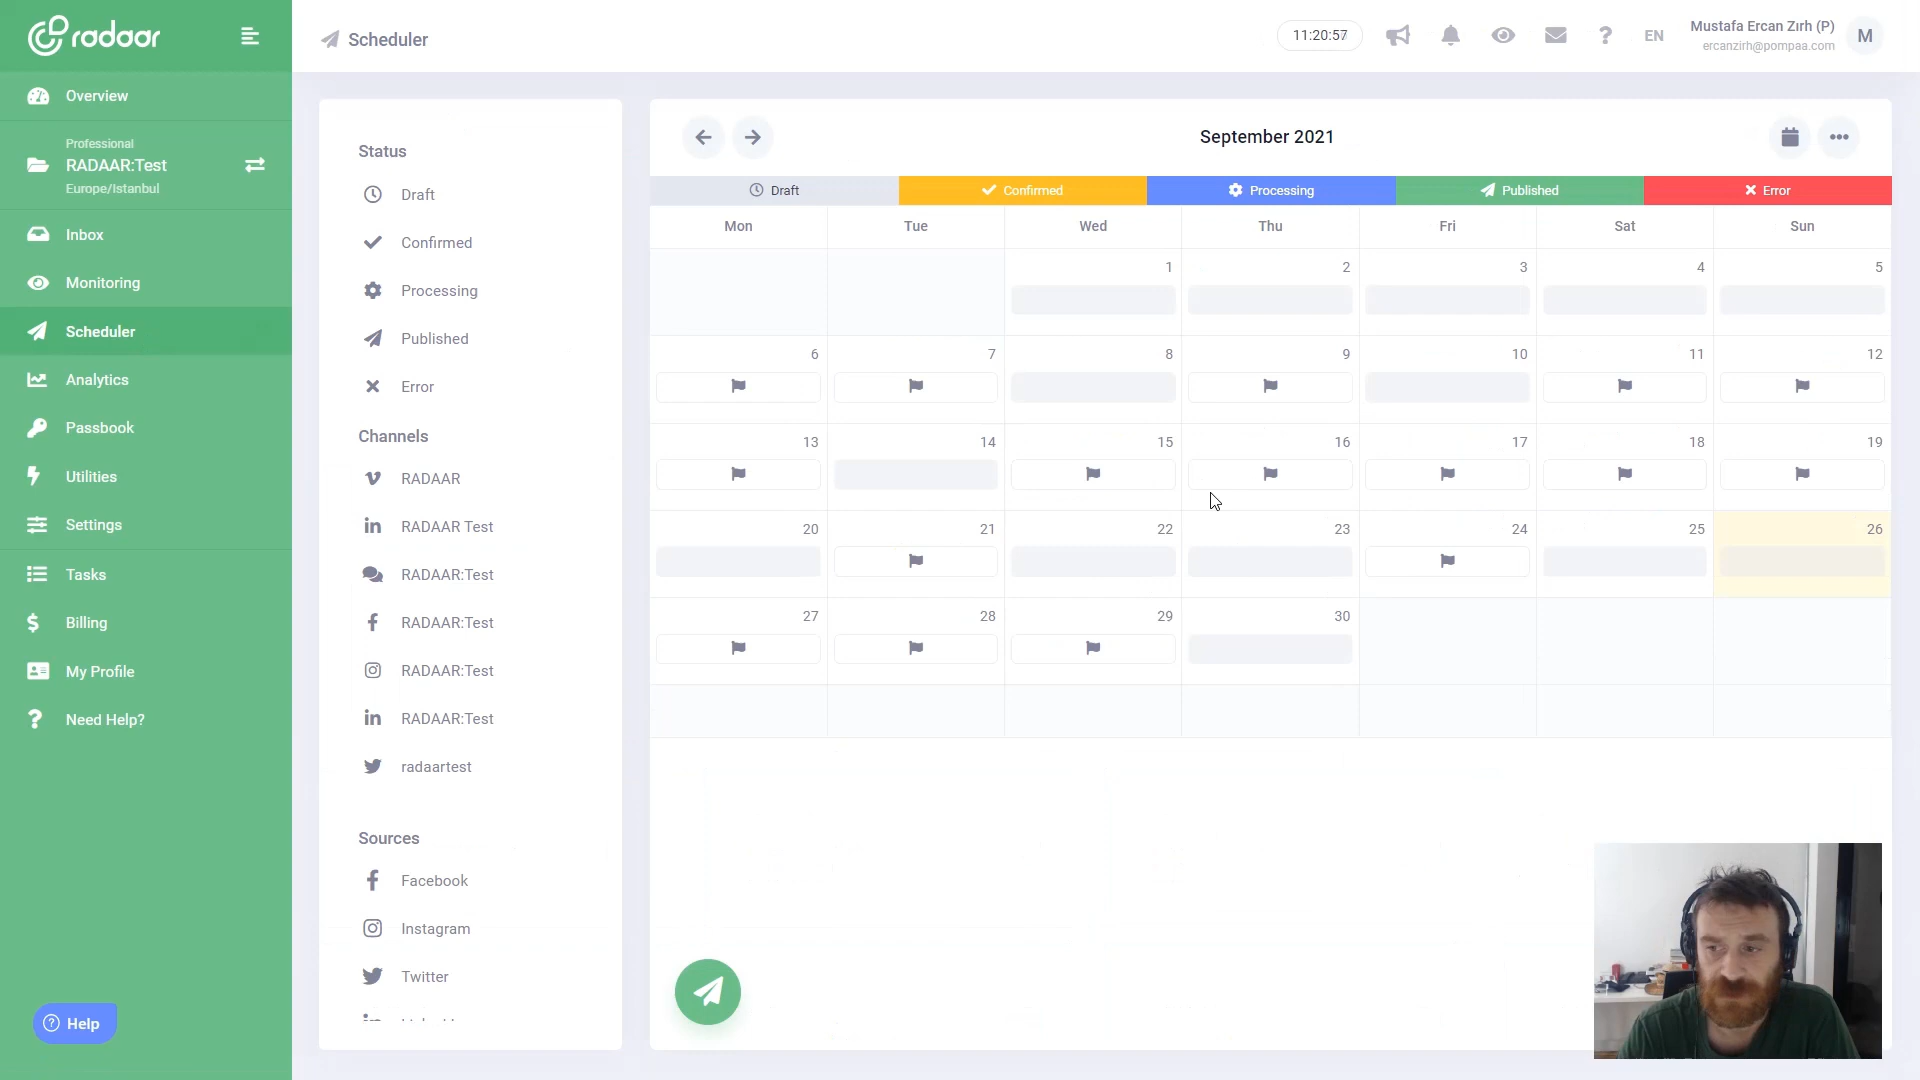 radaar
Scheduler
11:20:57
EN
Mustafa Ercan Zırh (P)
ercanzirh@pompaa.com
M
Overview
Professional
RADAAR:Test
Europe/Istanbul
Inbox
Monitoring
Scheduler
Analytics
Passbook
Utilities
Settings
Tasks
Billing
My Profile
Need Help?
Help
Status
Draft
Confirmed
Processing
Published
Error
Channels
RADAAR
RADAAR Test
RADAAR:Test
RADAAR:Test
RADAAR:Test
RADAAR:Test
radaartest
Sources
Facebook
Instagram
Twitter
September 2021
Draft Confirmed Processing Published Error
Mon Tue Wed Thu Fri Sat Sun
1 2 3 4 5
6 7 8 9 10 11 12
13 14 15 16 17 18 19
20 21 22 23 24 25 26
27 28 29 30